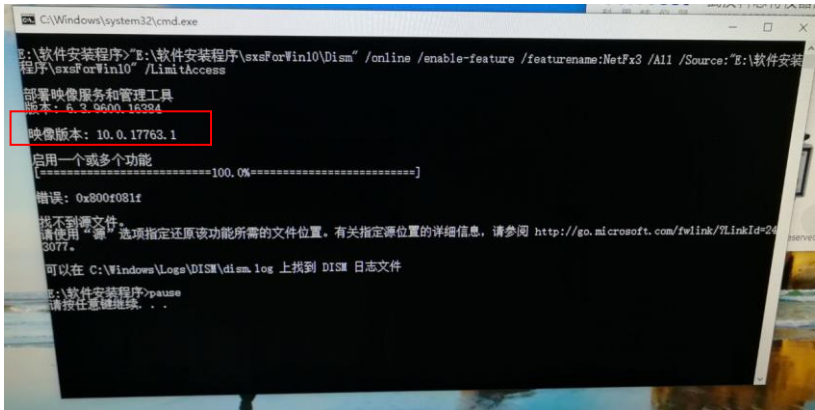 C:\Windows\system32\cmd.exe
E:\软件安装程序>"E:\软件安装程序\sxsForWin10\Dism" /online /enable-feature /featurename:NetFx3 /All /Source:"E:\软件安装
程序\sxsForWin10" /LimitAccess
部署映像服务和管理工具
版本: 6.3.9600.16384
映像版本: 10.0.17763.1
启用一个或多个功能
[==========================100.0%==========================]
错误: 0x800f081f
找不到源文件。
请使用“源”选项指定还原该功能所需的文件位置。有关指定源位置的详细信息，请参阅 http://go.microsoft.com/fwlink/?LinkId=24
3077。
可以在 C:\Windows\Logs\DISM\dism.log 上找到 DISM 日志文件
E:\软件安装程序>pause
请按任意键继续. . .